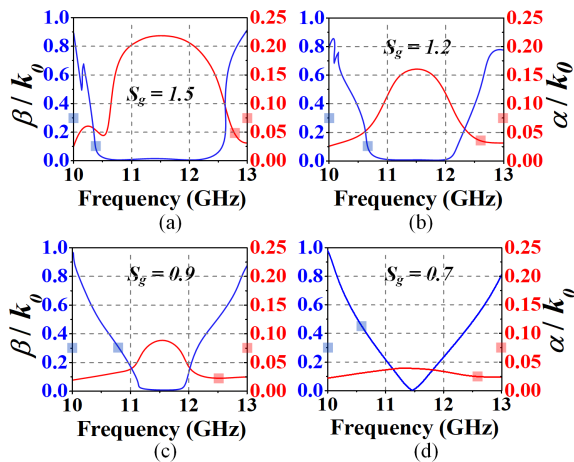 1.0 0.8 0.6 0.4 0.2 0.0
β / k₀
S_g = 1.5
0.25 0.20 0.15 0.10 0.05 0.00
10 11 12 13
Frequency (GHz)
(a)
1.0 0.8 0.6 0.4 0.2 0.0
S_g = 1.2
0.25 0.20 0.15 0.10 0.05 0.00
α / k₀
10 11 12 13
Frequency (GHz)
(b)
1.0 0.8 0.6 0.4 0.2 0.0
β / k₀
S_g = 0.9
0.25 0.20 0.15 0.10 0.05 0.00
10 11 12 13
Frequency (GHz)
(c)
1.0 0.8 0.6 0.4 0.2 0.0
S_g = 0.7
0.25 0.20 0.15 0.10 0.05 0.00
α / k₀
10 11 12 13
Frequency (GHz)
(d)